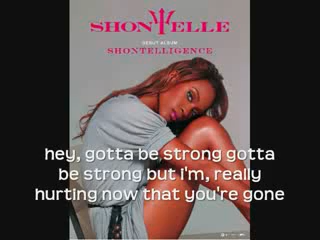 SHONTELLE
DEBUT ALBUM
SHONTELLIGENCE
hey, gotta be strong gotta
be strong but i'm, really
hurting now that you're gone